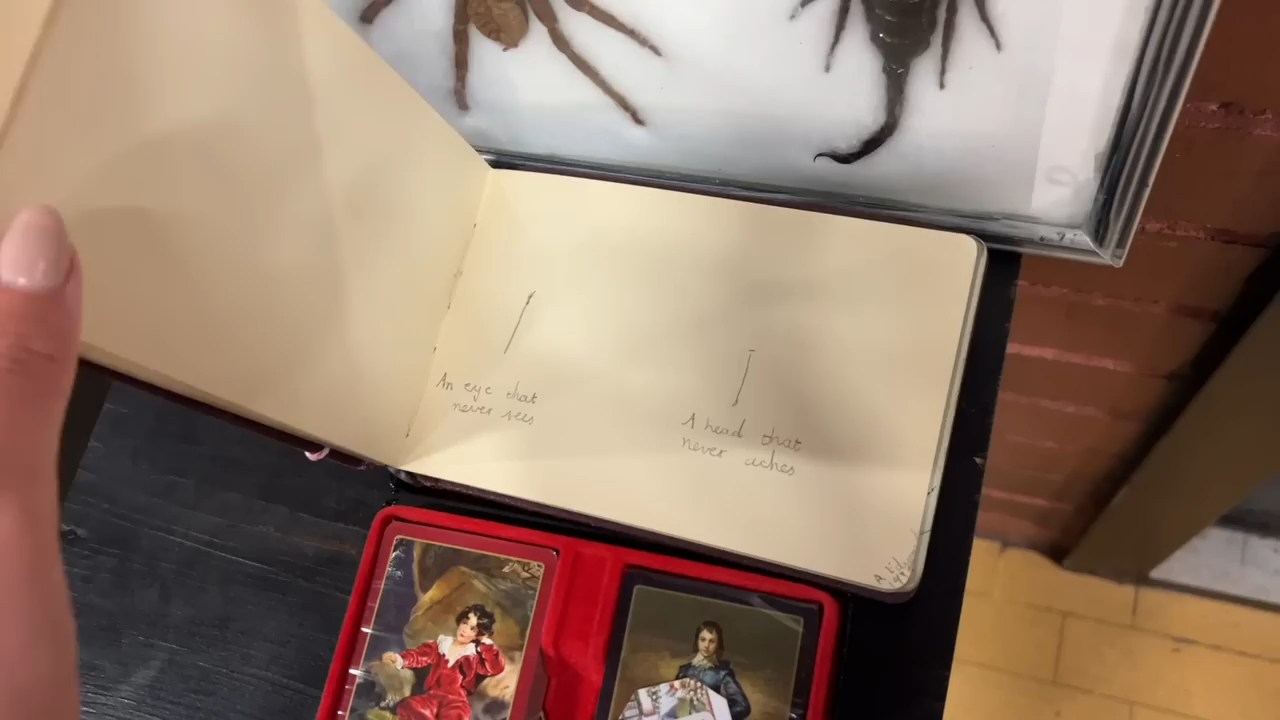 An eye that
never sees
A head that
never aches
A